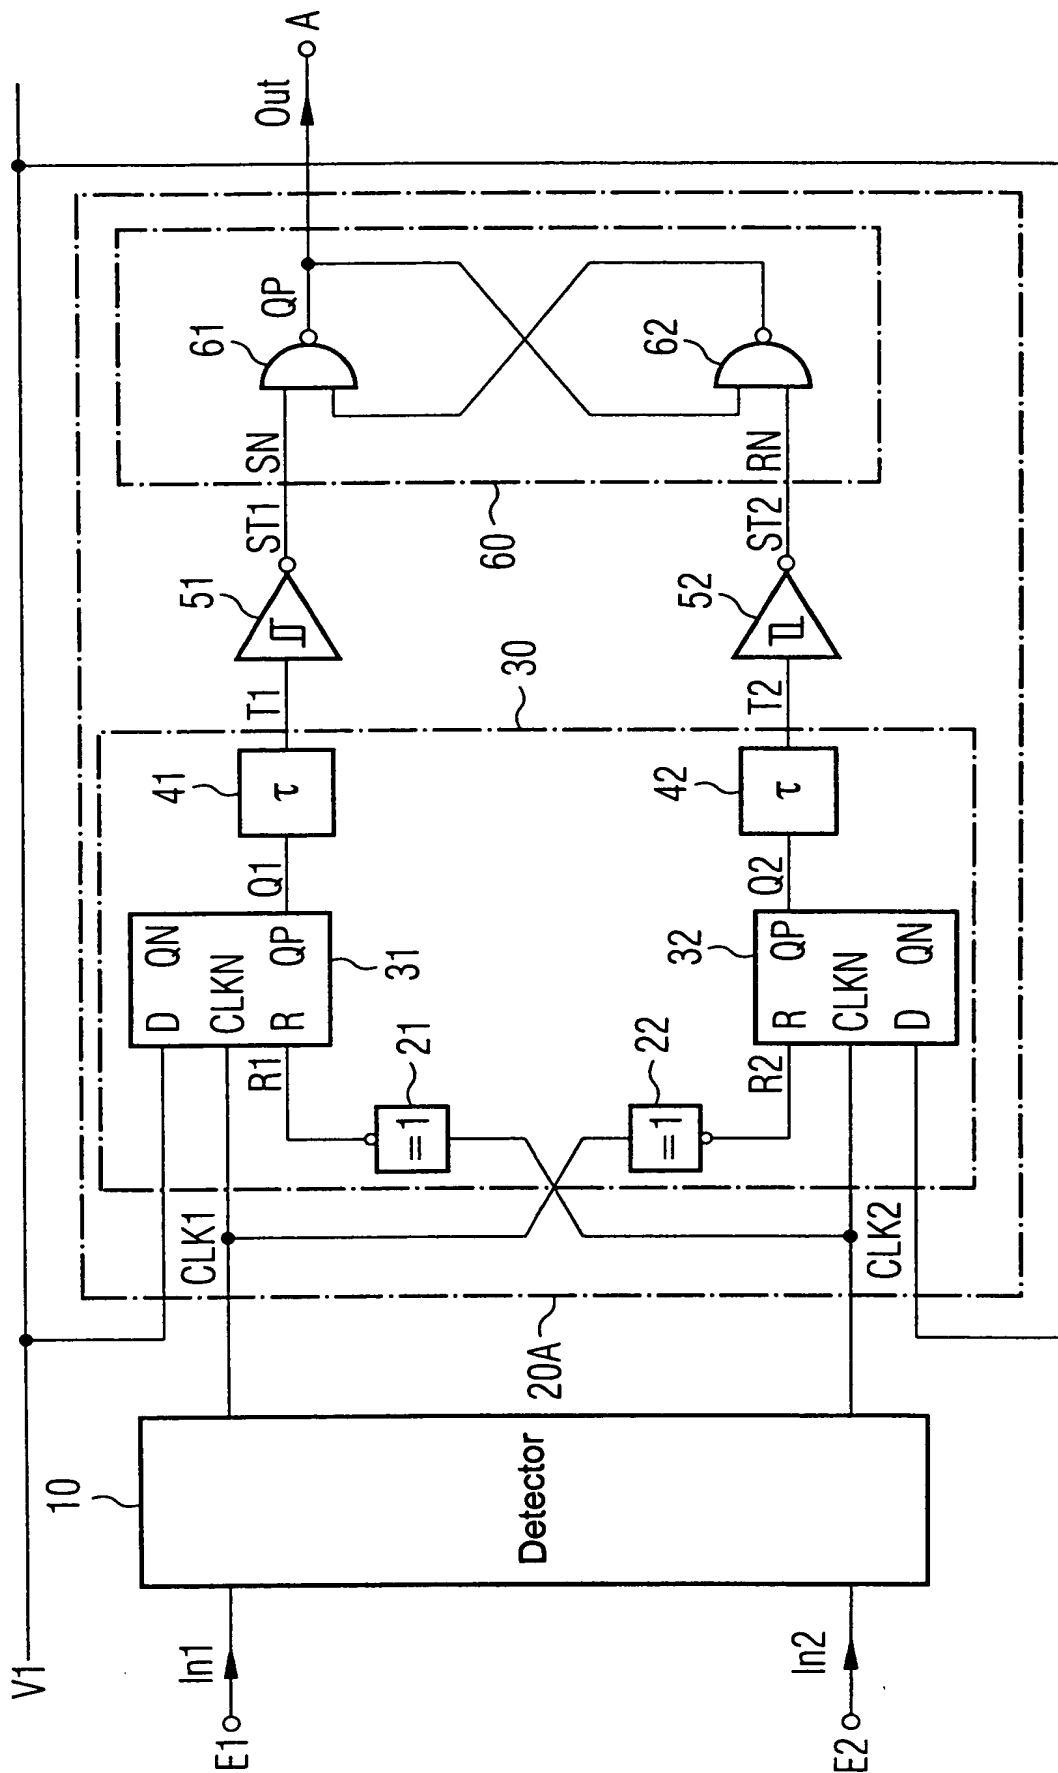 V1
E1
In1
E2
In2
10
Detector
20A
CLK1
CLK2
R1
R2
21
=1
22
=1
D
QN
CLKN
R
QP
31
32
R
QP
CLKN
D
QN
Q1
Q2
41
τ
42
τ
30
T1
T2
51
52
ST1
ST2
60
SN
RN
61
62
QP
Out
A